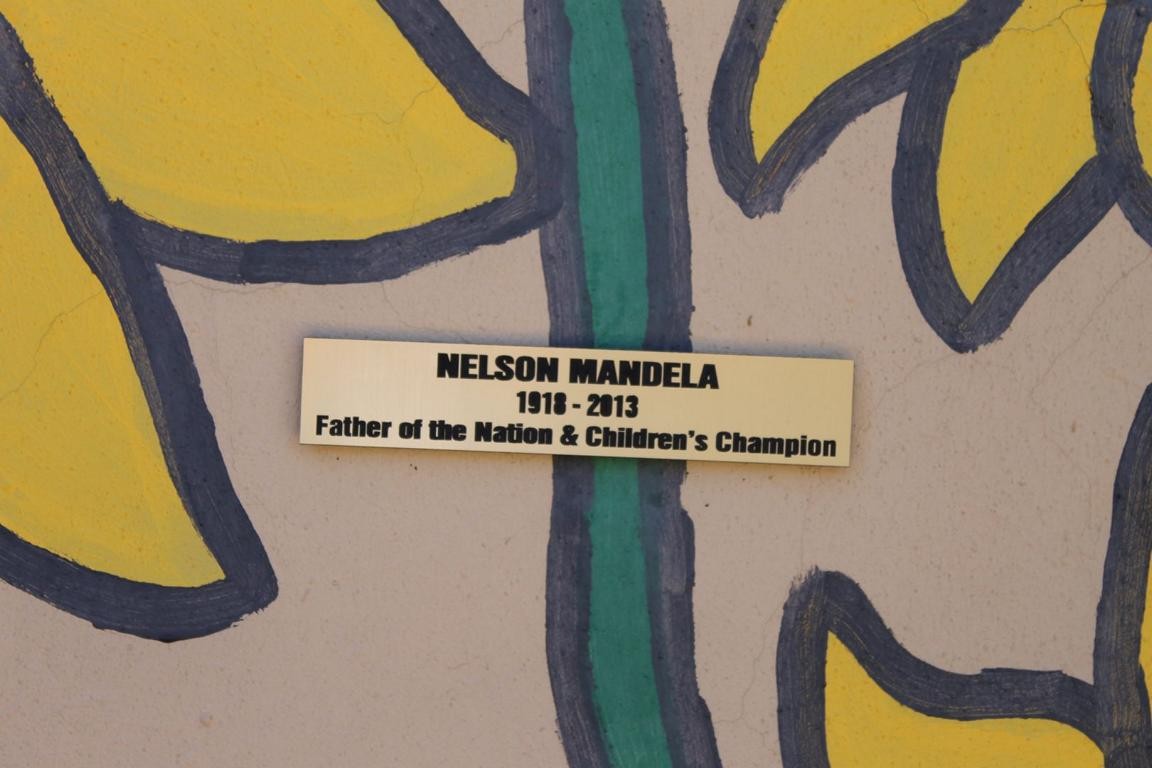 NELSON MANDELA
1918 - 2013
Father of the Nation & Children's Champion